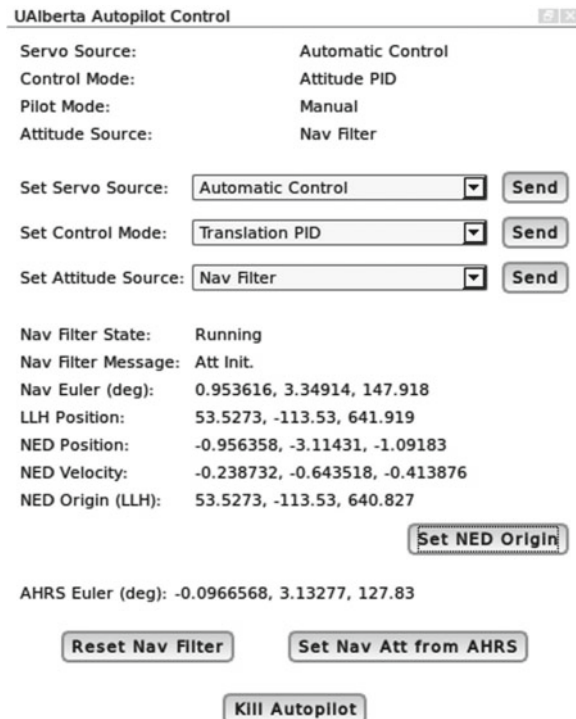 UAlberta Autopilot Control
Servo Source: Automatic Control
Control Mode: Attitude PID
Pilot Mode: Manual
Attitude Source: Nav Filter
Set Servo Source: Automatic Control Send
Set Control Mode: Translation PID Send
Set Attitude Source: Nav Filter Send
Nav Filter State: Running
Nav Filter Message: Att Init.
Nav Euler (deg): 0.953616, 3.34914, 147.918
LLH Position: 53.5273, -113.53, 641.919
NED Position: -0.956358, -3.11431, -1.09183
NED Velocity: -0.238732, -0.643518, -0.413876
NED Origin (LLH): 53.5273, -113.53, 640.827
Set NED Origin
AHRS Euler (deg): -0.0966568, 3.13277, 127.83
Reset Nav Filter Set Nav Att from AHRS
Kill Autopilot